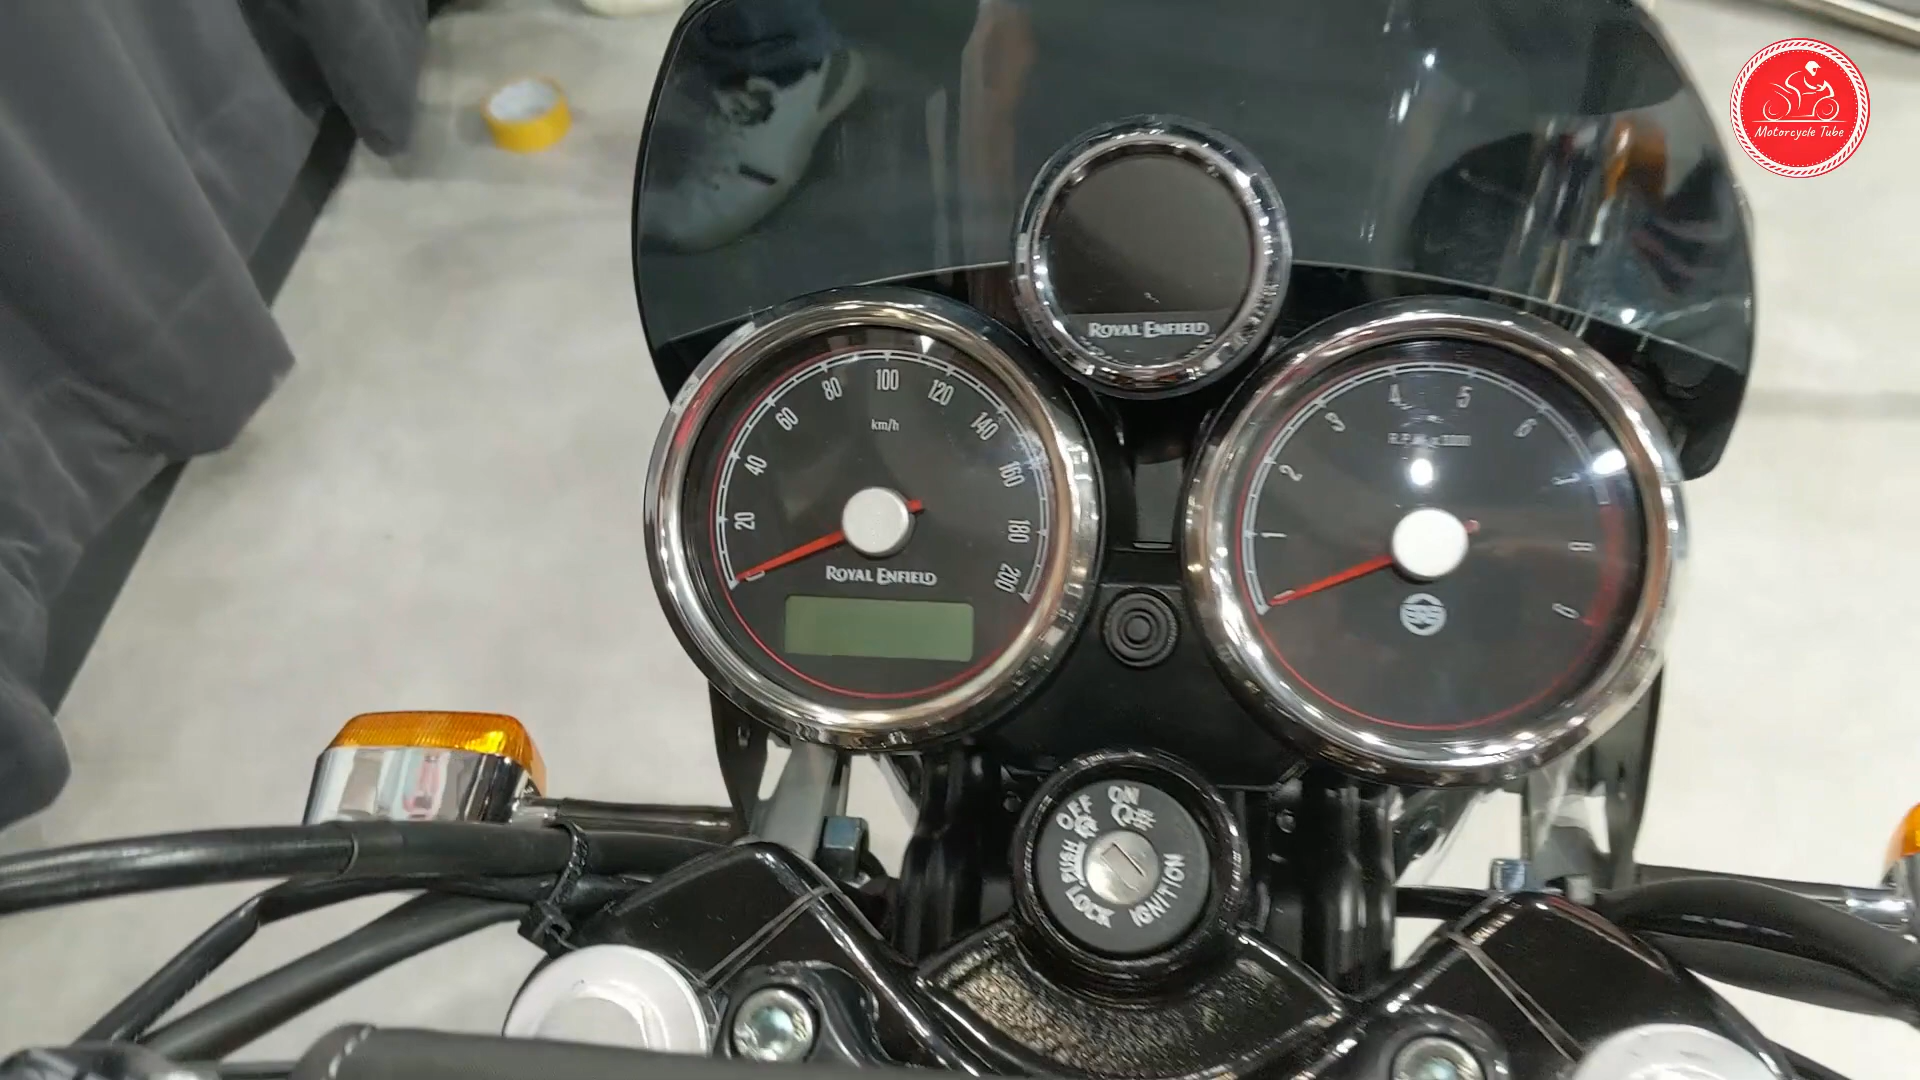 Motorcycle Tube
ROYAL ENFIELD
0 20 40 60 80 100 120 140 160 180 200
km/h
ROYAL ENFIELD
1 2 3 4 5 6 7 8 9
OFF
ON
PUSH
LOCK
IGNITION